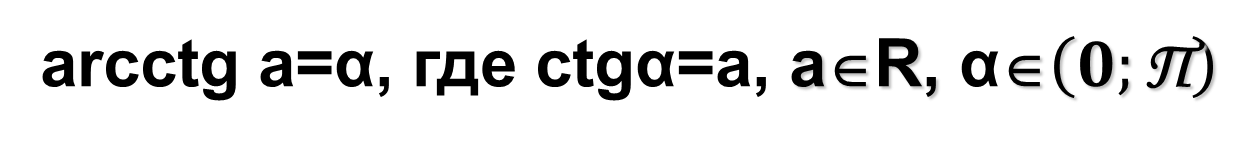 arcctg a=α, где ctgα=a, a∈R, α∈(0; π)